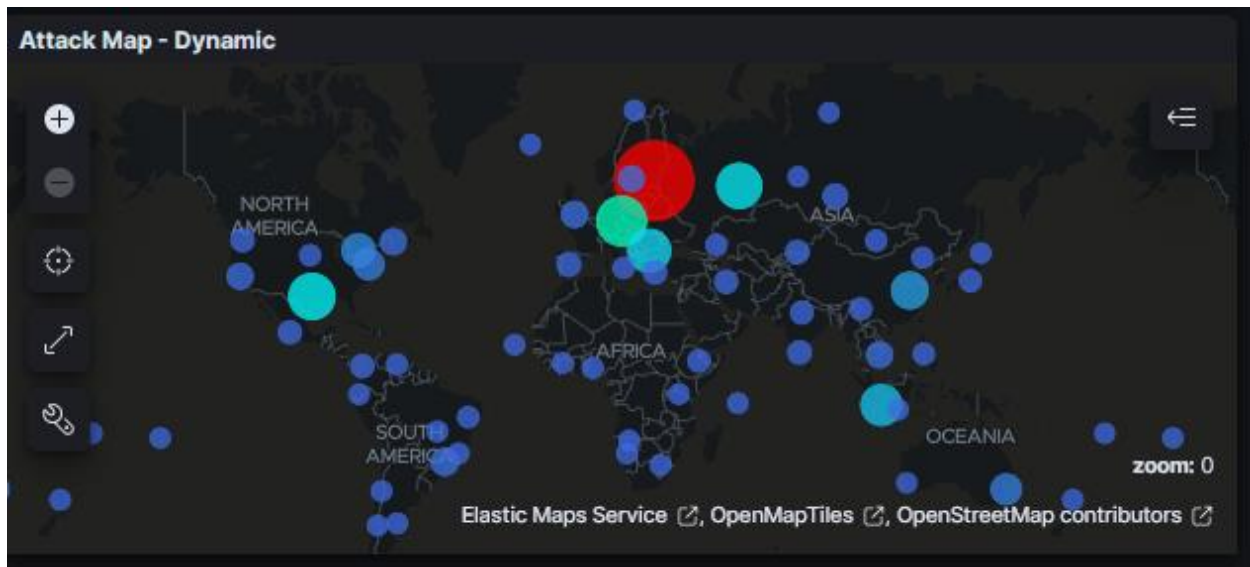 Attack Map - Dynamic
NORTH
AMERICA
ASIA
AFRICA
SOUTH
AMERICA
OCEANIA
zoom: 0
Elastic Maps Service, OpenMapTiles, OpenStreetMap contributors